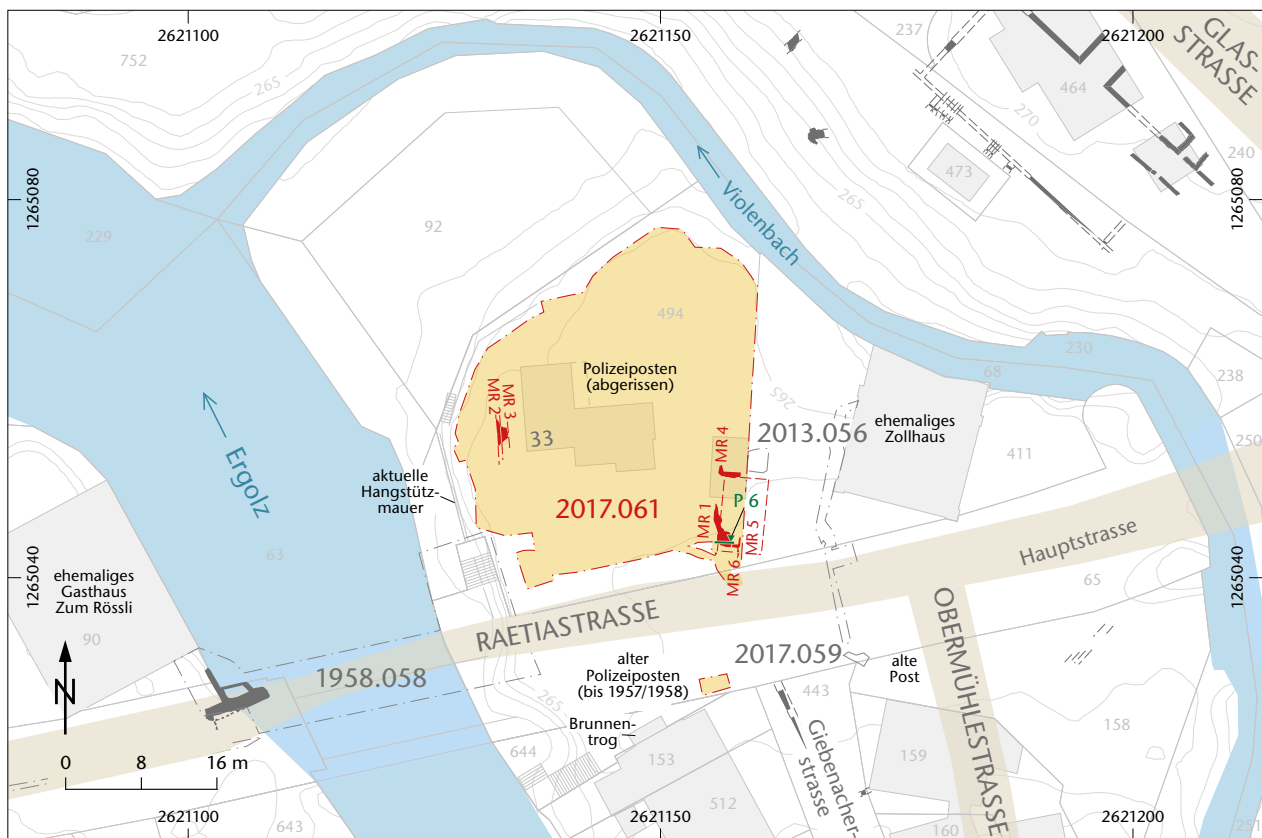 2621100
2621150
2621200
GLAS-
STRASSE
237
752
265
464
270
240
473
1265080
1265080
265
92
229
Violenbach
494
230
68
238
Polizeiposten
(abgerissen)
265
MR 2
MR 3
33
2013.056
ehemaliges
Zollhaus
411
250
MR 4
Ergolz
aktuelle
Hangstütz-
mauer
2017.061
P 6
MR 1
MR 5
MR 6
Hauptstrasse
63
1265040
1265040
ehemaliges
Gasthaus
Zum Rössli
90
65
RAETIASTRASSE
OBERMÜHLESTRASSE
N
1958.058
alter
Polizeiposten
(bis 1957/1958)
2017.059
alte
Post
265
443
Brunnen-
trog
Giebenacher-
strasse
158
644
153
159
0
8
16 m
512
2621100
2621150
2621200
643
160
251